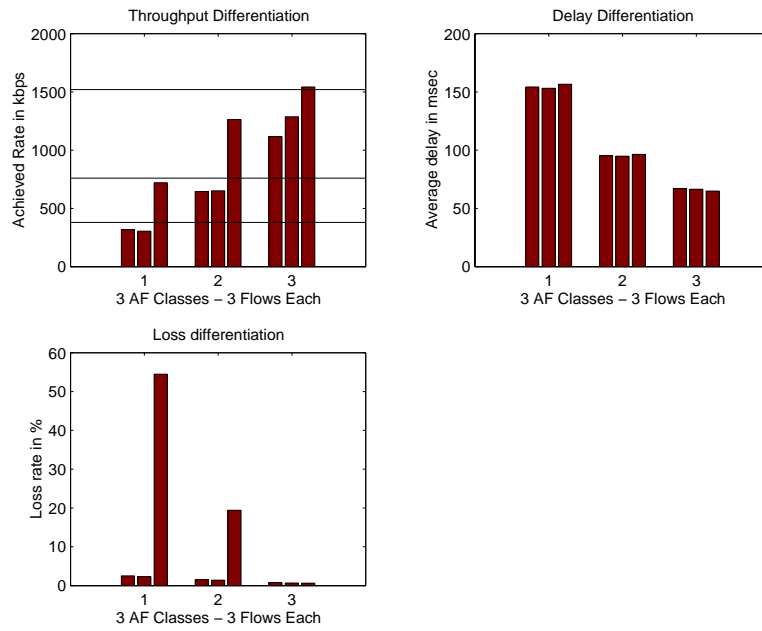 Throughput Differentiation
2000
1500
1000
500
0
Achieved Rate in kbps
1
2
3
3 AF Classes − 3 Flows Each
Delay Differentiation
200
150
100
50
0
Average delay in msec
1
2
3
3 AF Classes − 3 Flows Each
Loss differentiation
60
50
40
30
20
10
0
Loss rate in %
1
2
3
3 AF Classes − 3 Flows Each